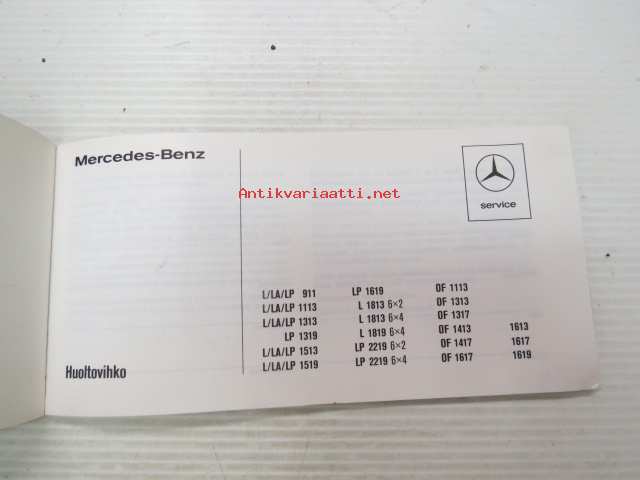 Mercedes-Benz
Antikvariaatti.net
service
L/LA/LP 911 LP 1619 OF 1113
L/LA/LP 1113 L 1813 6×2 OF 1313
L/LA/LP 1313 L 1813 6×4 OF 1317
LP 1319 L 1819 6×4 OF 1413 1613
L/LA/LP 1513 LP 2219 6×2 OF 1417 1617
L/LA/LP 1519 LP 2219 6×4 OF 1617 1619
Huoltovihko